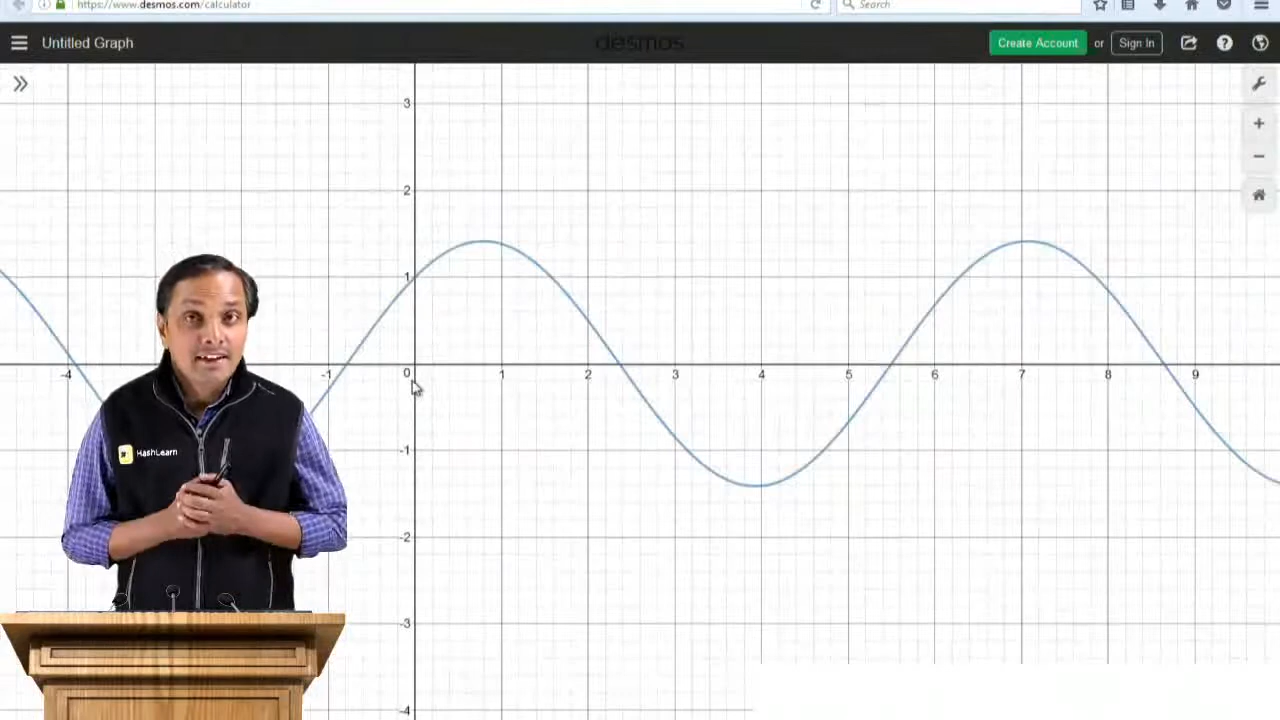 https://www.desmos.com/calculator
Search
Untitled Graph
desmos
Create Account or Sign In
3
2
1
-4 -1 0 1 2 3 4 5 6 7 8 9
-1
-2
-3
-4
HashLearn